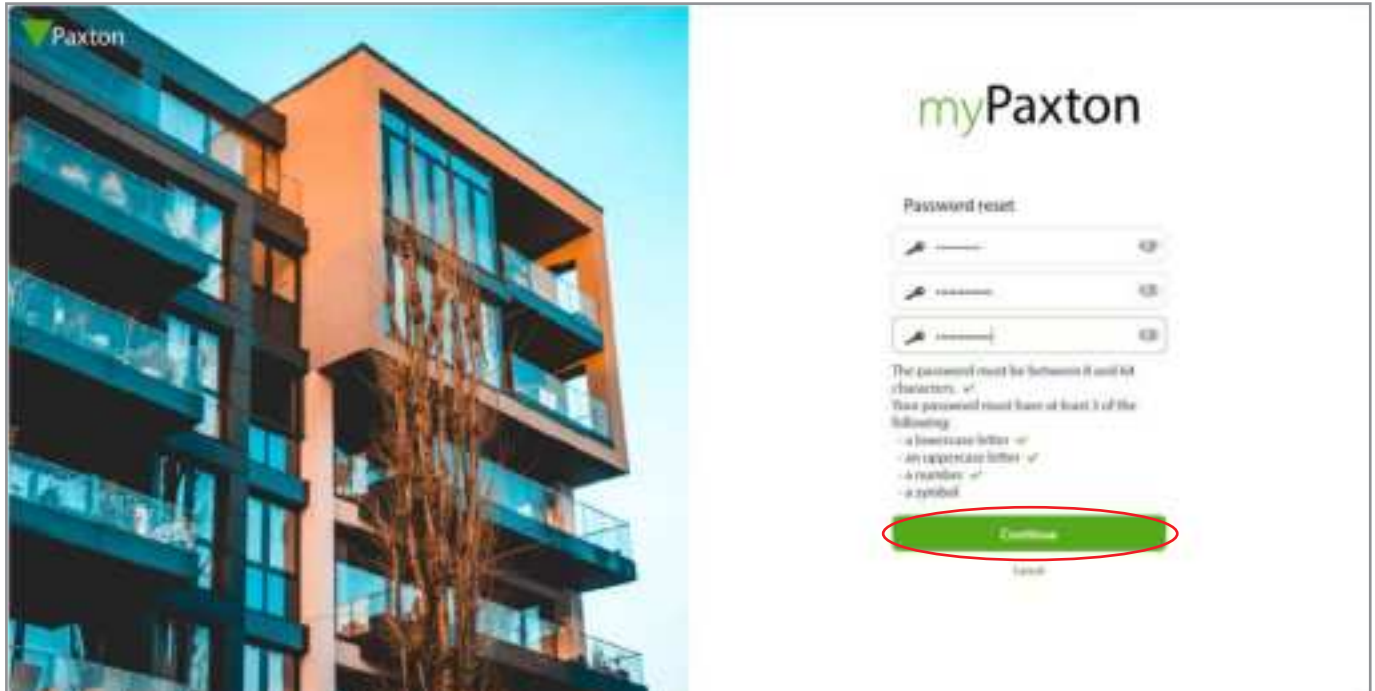 Paxton
myPaxton
Password reset
The password must be between 8 and 64
characters. ✓
Your password must have at least 3 of the
following:
- a lowercase letter ✓
- an uppercase letter ✓
- a number ✓
- a symbol
Continue
Cancel